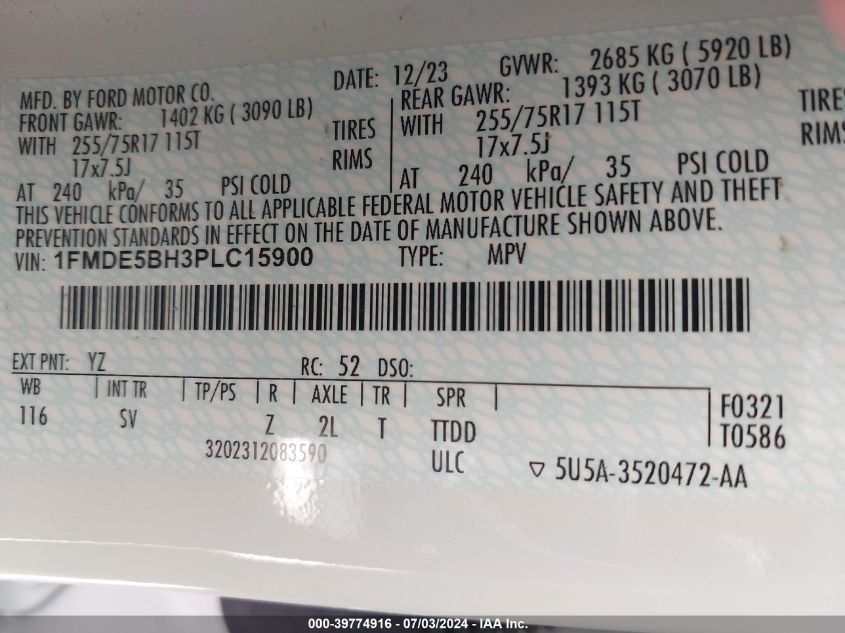 MFD. BY FORD MOTOR CO. DATE: 12/23 GVWR: 2685 KG ( 5920 LB)
FRONT GAWR: 1402 KG ( 3090 LB) REAR GAWR: 1393 KG ( 3070 LB)
WITH 255/75R17 115T TIRES WITH 255/75R17 115T TIRES
17x7.5J RIMS 17x7.5J RIMS
AT 240 kPa/ 35 PSI COLD AT 240 kPa/ 35 PSI COLD
THIS VEHICLE CONFORMS TO ALL APPLICABLE FEDERAL MOTOR VEHICLE SAFETY AND THEFT
PREVENTION STANDARDS IN EFFECT ON THE DATE OF MANUFACTURE SHOWN ABOVE.
VIN: 1FMDE5BH3PLC15900 TYPE: MPV
EXT PNT: YZ RC: 52 DSO:
WB INT TR TP/PS R AXLE TR SPR
116 SV Z 2L T TTDD
F0321
T0586
3202312083590 ULC
5U5A-3520472-AA
000-39774916 - 07/03/2024 - IAA Inc.